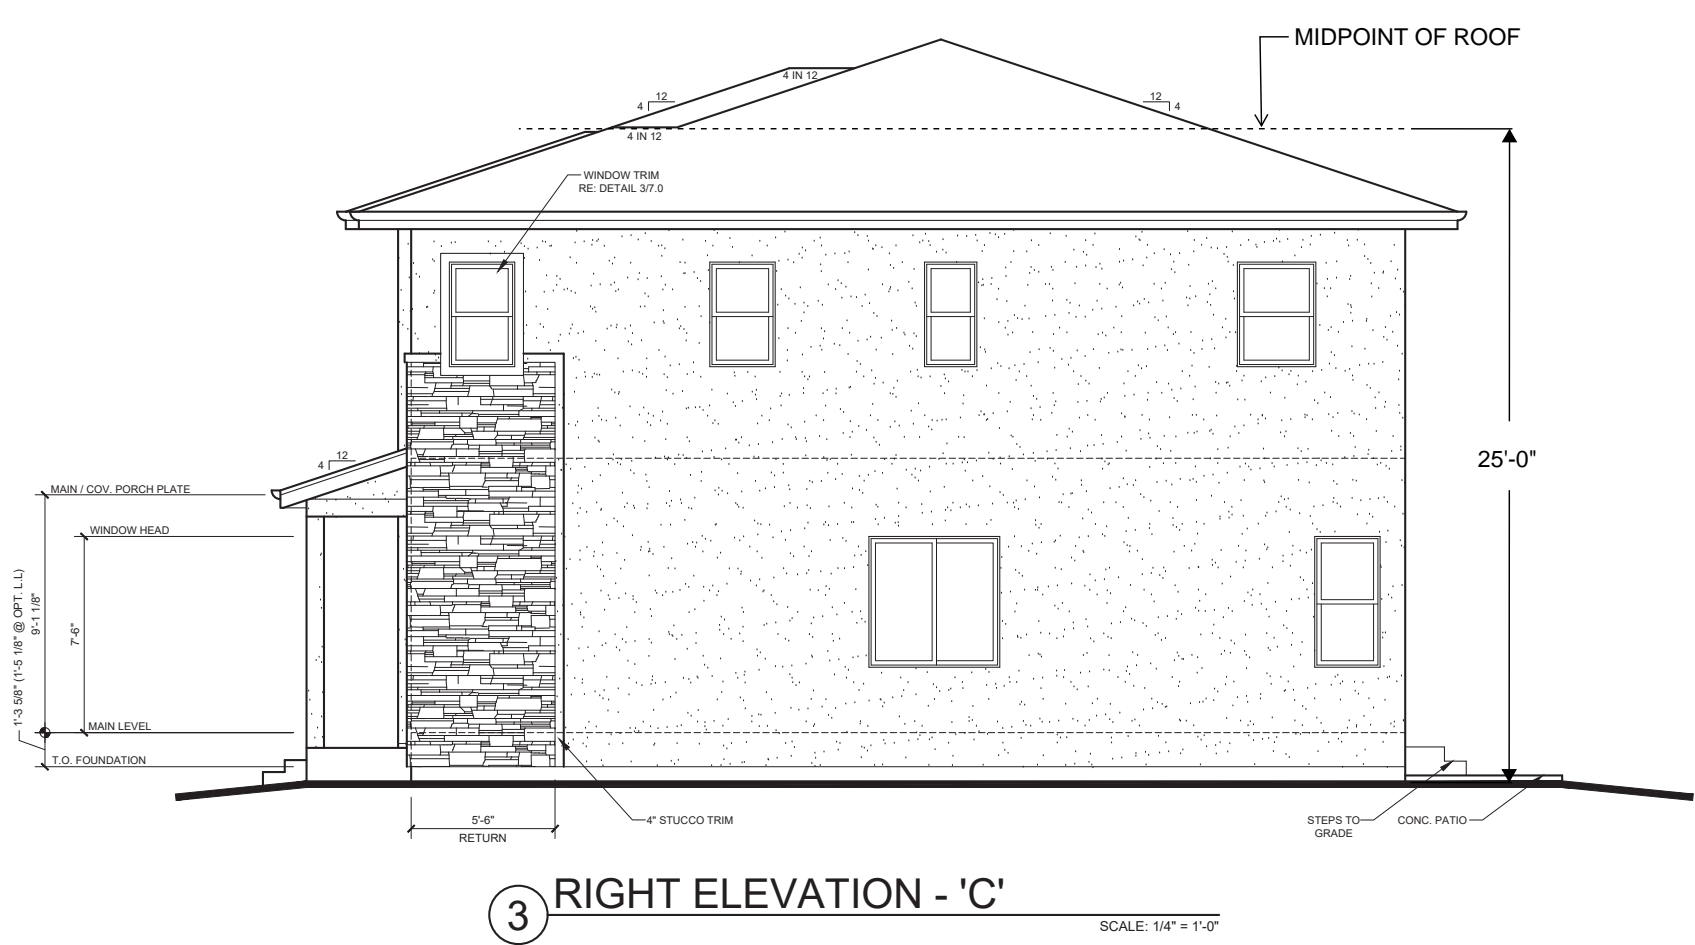 MIDPOINT OF ROOF
4 IN 12
12
4
12
4
4 IN 12
WINDOW TRIM
RE: DETAIL 3/7.0
12
4
25'-0"
MAIN / COV. PORCH PLATE
WINDOW HEAD
1'-3 5/8" (1'-5 1/8" @ OPT. L.L)
9'-1 1/8"
7'-6"
MAIN LEVEL
T.O. FOUNDATION
5'-6"
RETURN
4" STUCCO TRIM
STEPS TO
GRADE
CONC. PATIO
3
RIGHT ELEVATION - 'C'
SCALE: 1/4" = 1'-0"